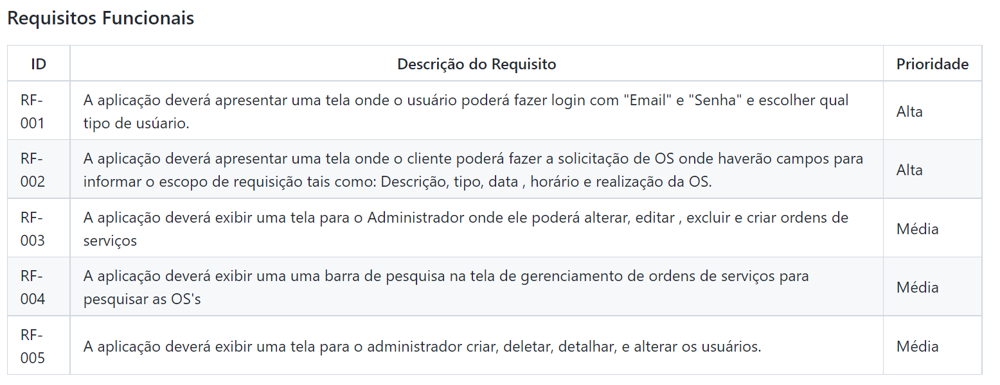 Requisitos Funcionais
ID Descrição do Requisito Prioridade
RF-
001
A aplicação deverá apresentar uma tela onde o usuário poderá fazer login com "Email" e "Senha" e escolher qual
tipo de usúario.
Alta
RF-
002
A aplicação deverá apresentar uma tela onde o cliente poderá fazer a solicitação de OS onde haverão campos para
informar o escopo de requisição tais como: Descrição, tipo, data , horário e realização da OS.
Alta
RF-
003
A aplicação deverá exibir uma tela para o Administrador onde ele poderá alterar, editar , excluir e criar ordens de
serviços
Média
RF-
004
A aplicação deverá exibir uma uma barra de pesquisa na tela de gerenciamento de ordens de serviços para
pesquisar as OS's
Média
RF-
005
A aplicação deverá exibir uma tela para o administrador criar, deletar, detalhar, e alterar os usuários.
Média